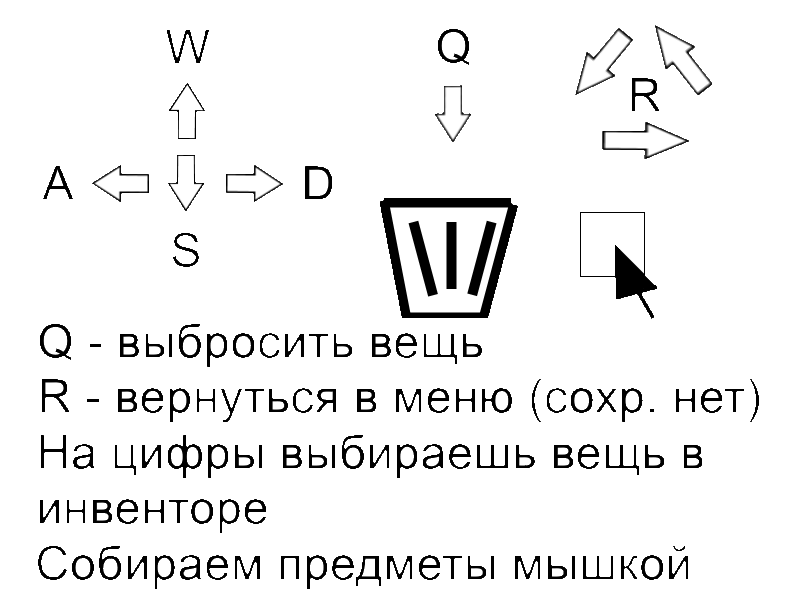 W
Q
R
A
D
S
Q - выбросить вещь
R - вернуться в меню (сохр. нет)
На цифры выбираешь вещь в
инвенторе
Собираем предметы мышкой